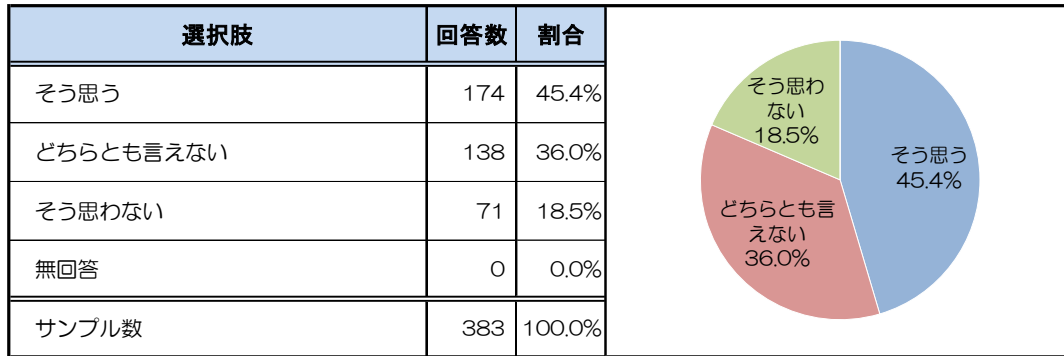 選択肢 回答数 割合
そう思う 174 45.4%
どちらとも言えない 138 36.0%
そう思わない 71 18.5%
無回答 0 0.0%
サンプル数 383 100.0%
そう思わ
ない
18.5%
そう思う
45.4%
どちらとも言
えない
36.0%